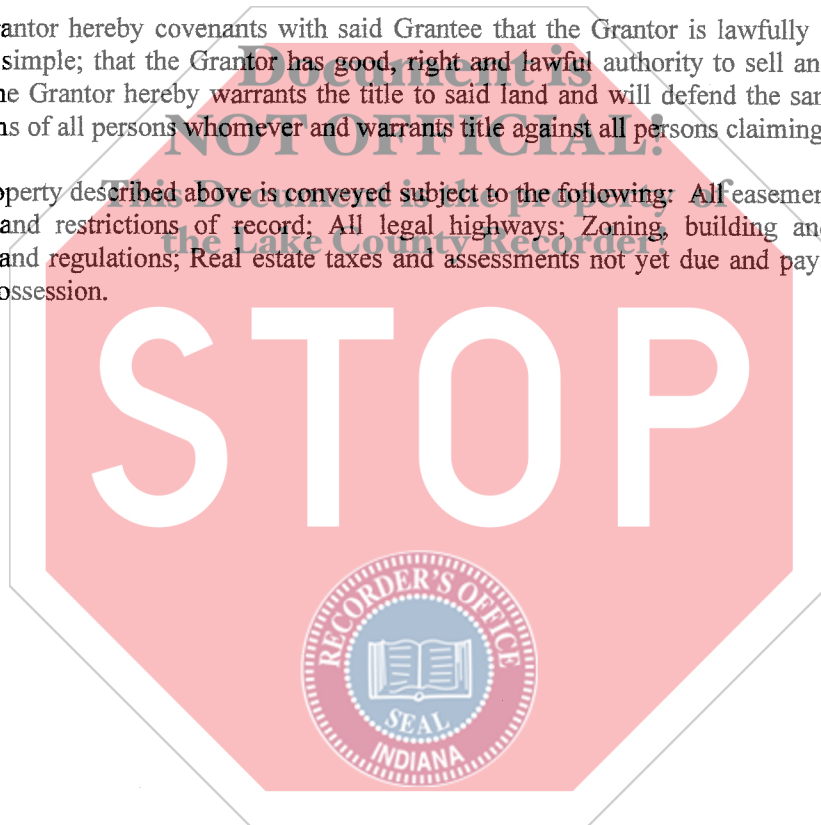 antor hereby covenants with said Grantee that the Grantor is lawfully
simple; that the Grantor has good, right and lawful authority to sell an
e Grantor hereby warrants the title to said land and will defend the sar
ns of all persons whomever and warrants title against all persons claiming
Document is
NOT OFFICIAL!
This Document is the property of
the Lake County Recorder!
operty described above is conveyed subject to the following: All easemer
and restrictions of record; All legal highways; Zoning, building an
and regulations; Real estate taxes and assessments not yet due and pay
ossession.
STOP
RECORDER'S OFFICE
SEAL
INDIANA